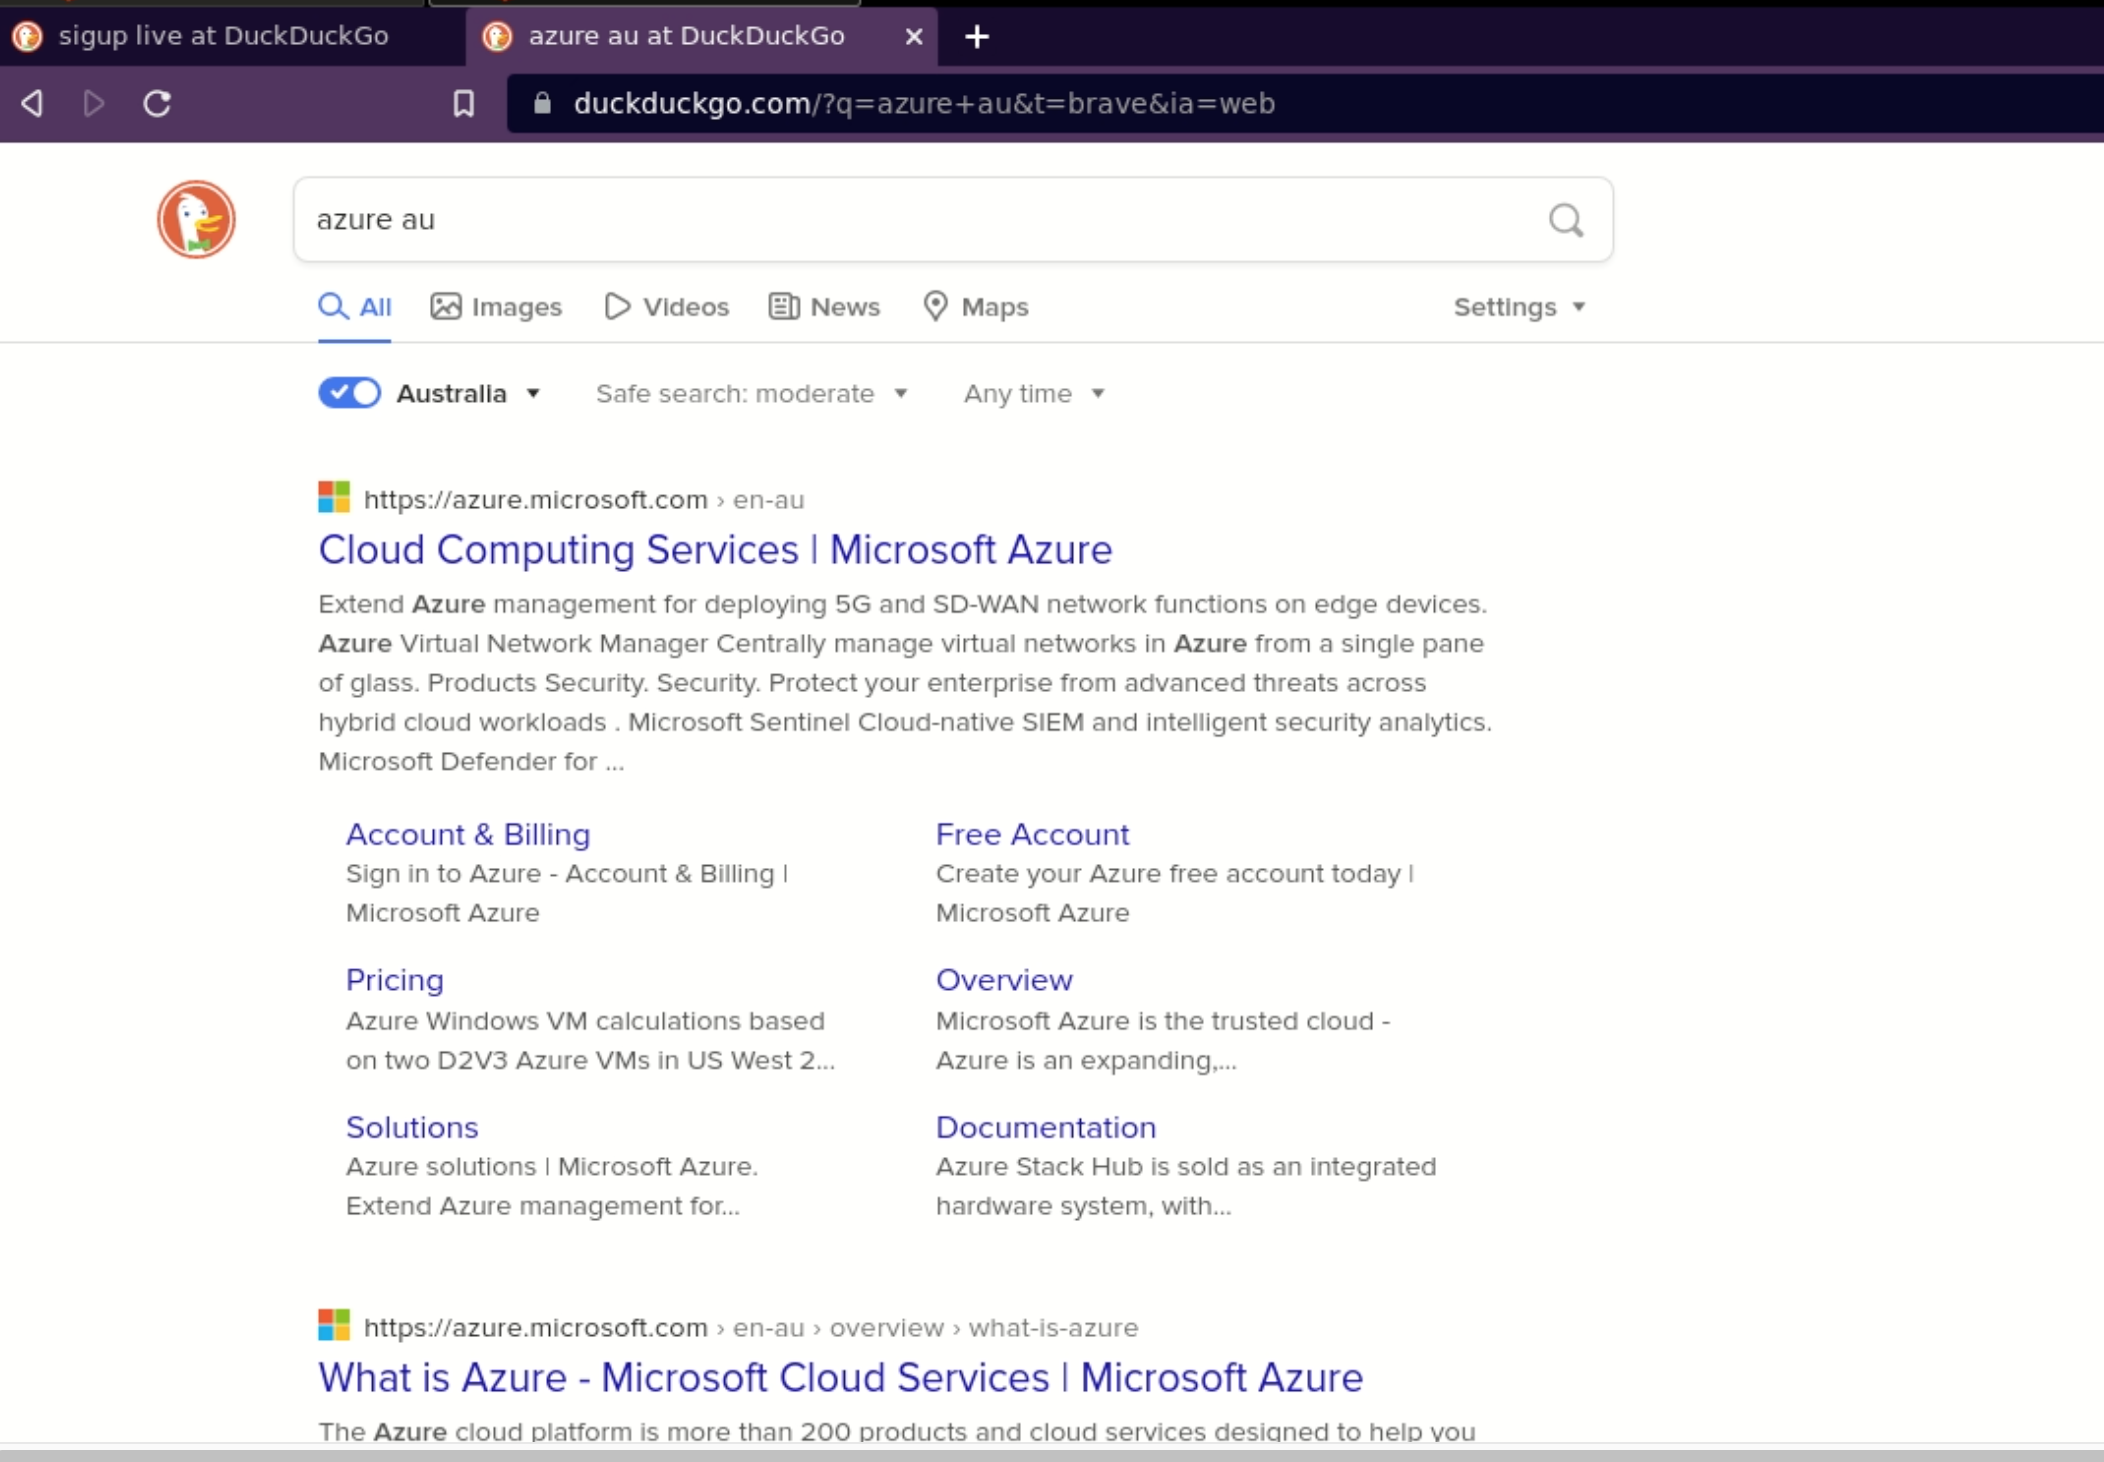 sigup live at DuckDuckGo
azure au at DuckDuckGo
duckduckgo.com/?q=azure+au&t=brave&ia=web
azure au
All Images Videos News Maps Settings
Australia Safe search: moderate Any time
https://azure.microsoft.com › en-au
Cloud Computing Services | Microsoft Azure
Extend Azure management for deploying 5G and SD-WAN network functions on edge devices.
Azure Virtual Network Manager Centrally manage virtual networks in Azure from a single pane
of glass. Products Security. Security. Protect your enterprise from advanced threats across
hybrid cloud workloads . Microsoft Sentinel Cloud-native SIEM and intelligent security analytics.
Microsoft Defender for ...
Account & Billing
Sign in to Azure - Account & Billing |
Microsoft Azure
Free Account
Create your Azure free account today |
Microsoft Azure
Pricing
Azure Windows VM calculations based
on two D2V3 Azure VMs in US West 2...
Overview
Microsoft Azure is the trusted cloud -
Azure is an expanding,...
Solutions
Azure solutions | Microsoft Azure.
Extend Azure management for...
Documentation
Azure Stack Hub is sold as an integrated
hardware system, with...
https://azure.microsoft.com › en-au › overview › what-is-azure
What is Azure - Microsoft Cloud Services | Microsoft Azure
The Azure cloud platform is more than 200 products and cloud services designed to help you